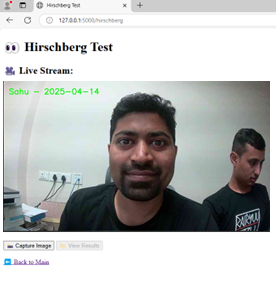 Hirschberg Test
127.0.0.1:5000/hirschberg
Hirschberg Test
Live Stream:
Sahu - 2025-04-14
Capture Image
View Results
Back to Main